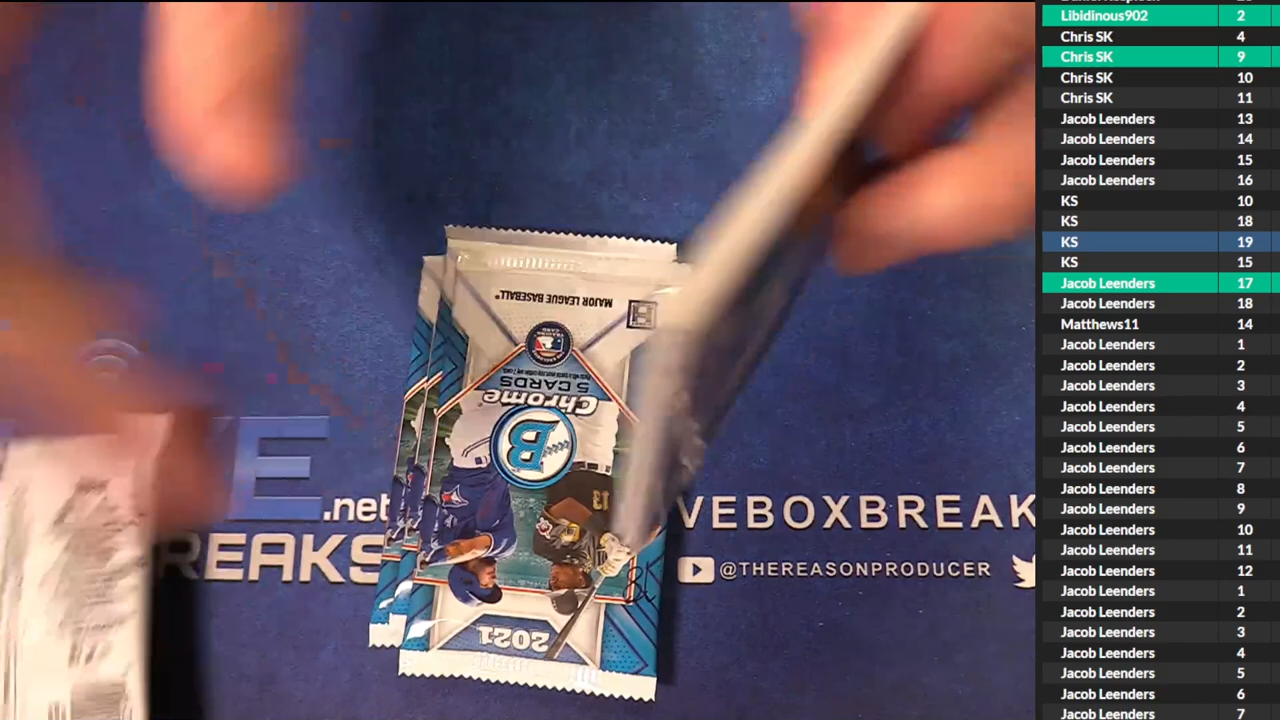 Libidinous902 2
Chris SK 4
Chris SK 9
Chris SK 10
Chris SK 11
Jacob Leenders 13
Jacob Leenders 14
Jacob Leenders 15
Jacob Leenders 16
KS 10
KS 18
KS 19
KS 15
Jacob Leenders 17
Jacob Leenders 18
Matthews11 14
Jacob Leenders 1
Jacob Leenders 2
Jacob Leenders 3
Jacob Leenders 4
Jacob Leenders 5
Jacob Leenders 6
Jacob Leenders 7
Jacob Leenders 8
Jacob Leenders 9
Jacob Leenders 10
Jacob Leenders 11
Jacob Leenders 12
Jacob Leenders 1
Jacob Leenders 2
Jacob Leenders 3
Jacob Leenders 4
Jacob Leenders 5
Jacob Leenders 6
Jacob Leenders 7
MAJOR LEAGUE BASEBALL
5 CARDS
Chrome
B
13
2021
E.net
REAKS
VEBOXBREAK
@THEREASONPRODUCER